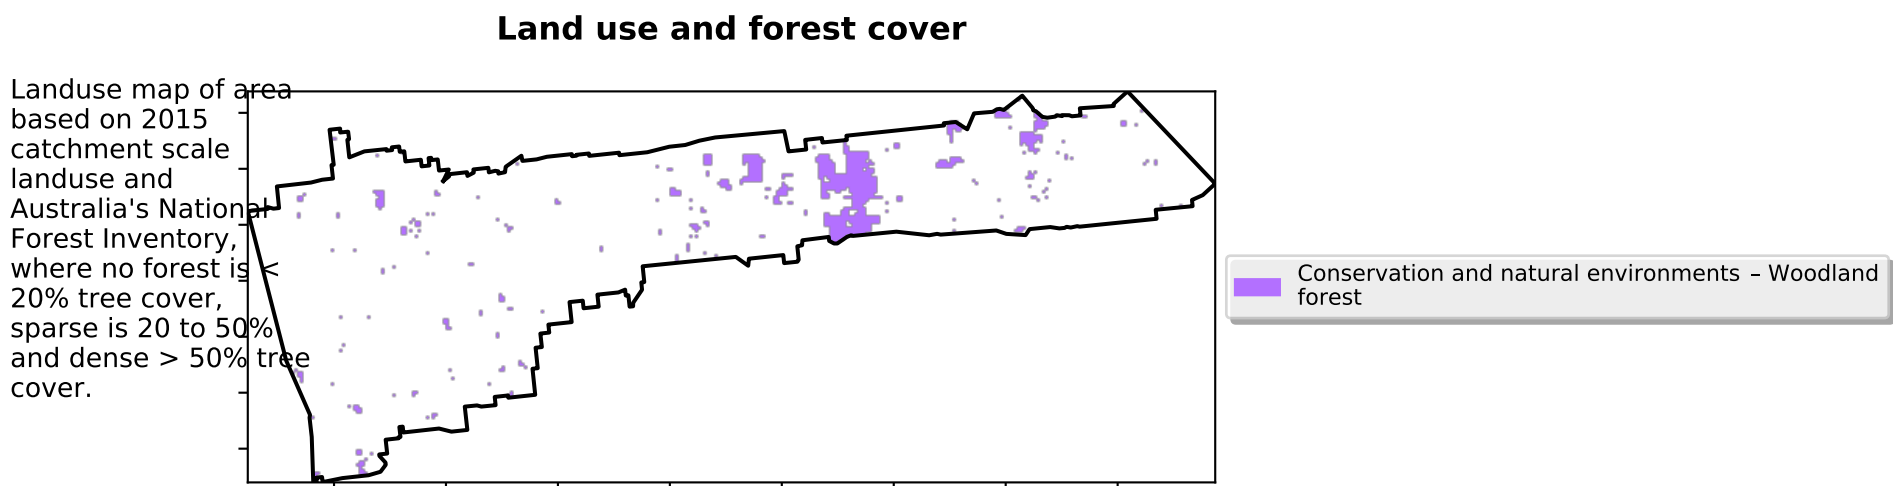 Land use and forest cover
Landuse map of area
based on 2015
catchment scale
landuse and
Australia's National
Forest Inventory,
where no forest is <
20% tree cover,
sparse is 20 to 50%
and dense > 50% tree
cover.
Conservation and natural environments – Woodland
forest